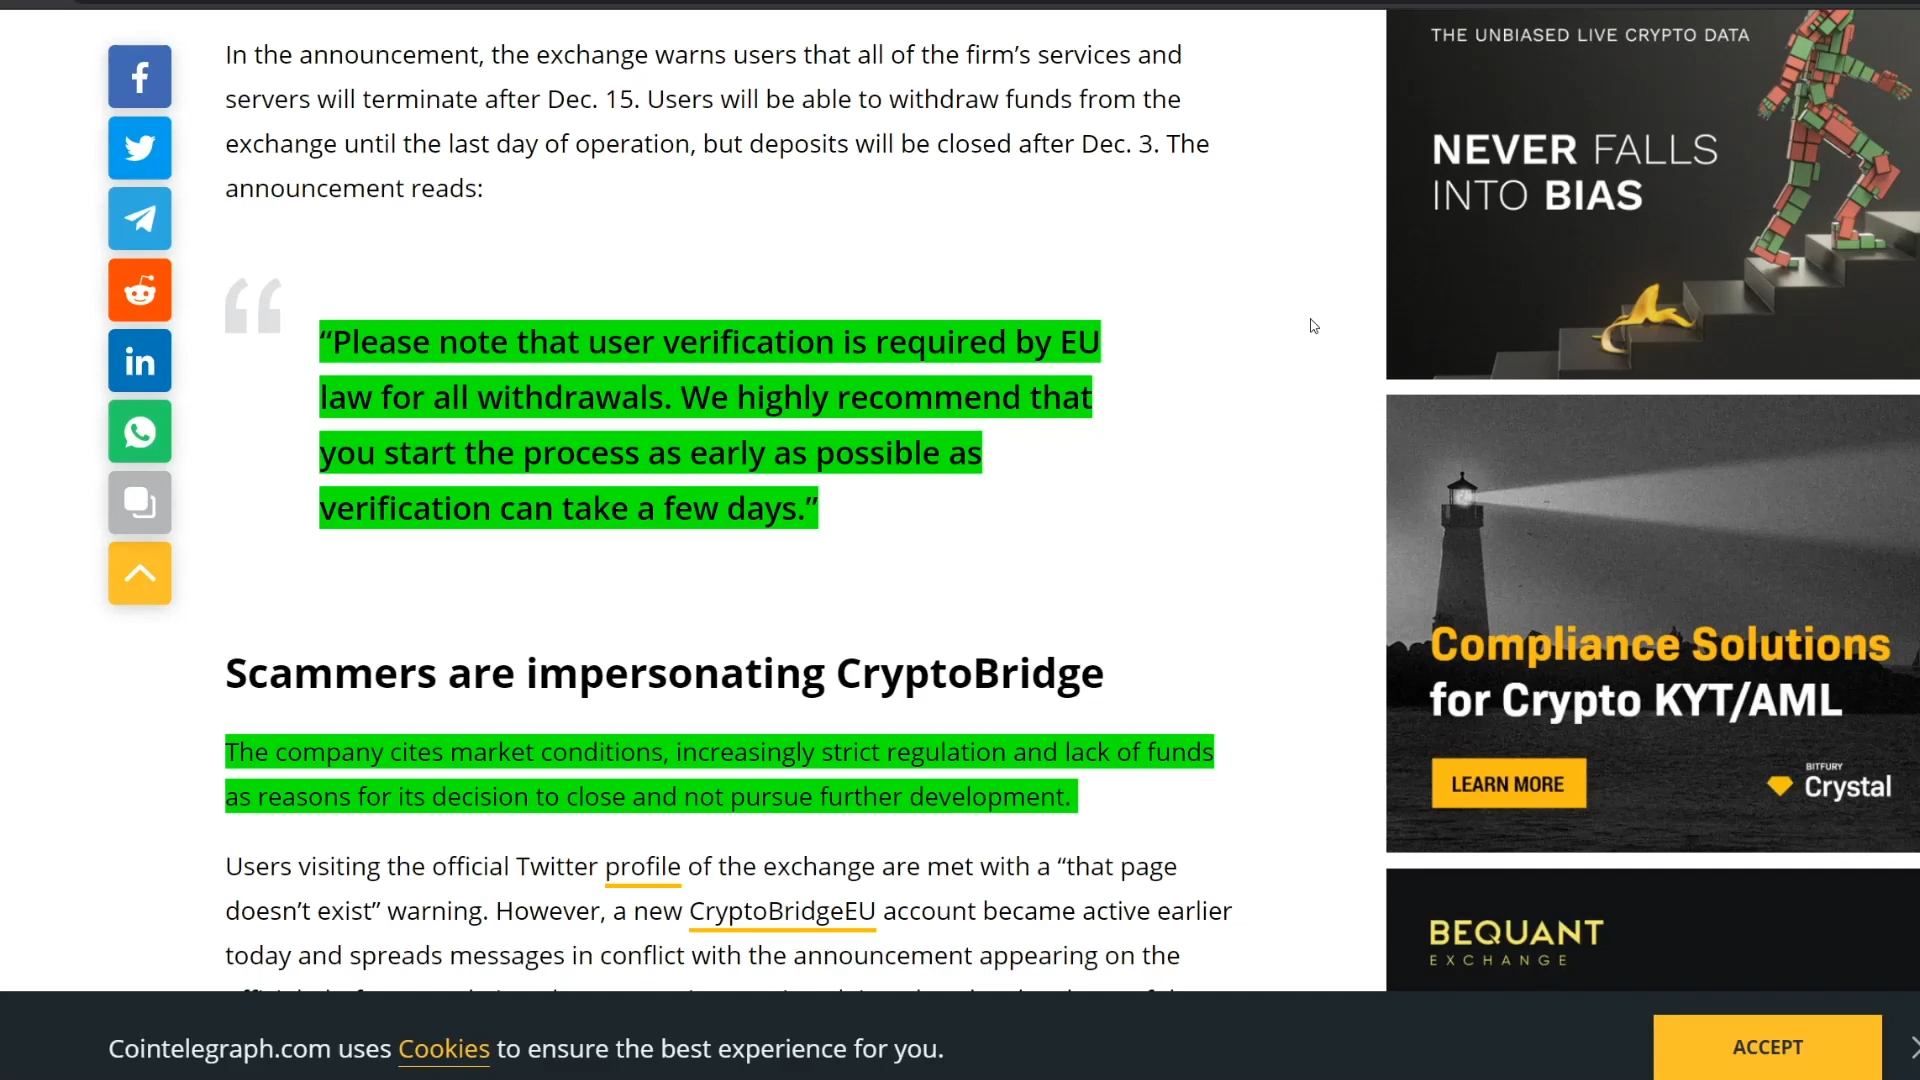 In the announcement, the exchange warns users that all of the firm’s services and
servers will terminate after Dec. 15. Users will be able to withdraw funds from the
exchange until the last day of operation, but deposits will be closed after Dec. 3. The
announcement reads:
“Please note that user verification is required by EU
law for all withdrawals. We highly recommend that
you start the process as early as possible as
verification can take a few days.”
Scammers are impersonating CryptoBridge
The company cites market conditions, increasingly strict regulation and lack of funds
as reasons for its decision to close and not pursue further development.
Users visiting the official Twitter profile of the exchange are met with a “that page
doesn’t exist” warning. However, a new CryptoBridgeEU account became active earlier
today and spreads messages in conflict with the announcement appearing on the
THE UNBIASED LIVE CRYPTO DATA
NEVER FALLS
INTO BIAS
Compliance Solutions
for Crypto KYT/AML
LEARN MORE
BITFURY
Crystal
BEQUANT
EXCHANGE
Cointelegraph.com uses Cookies to ensure the best experience for you.
ACCEPT